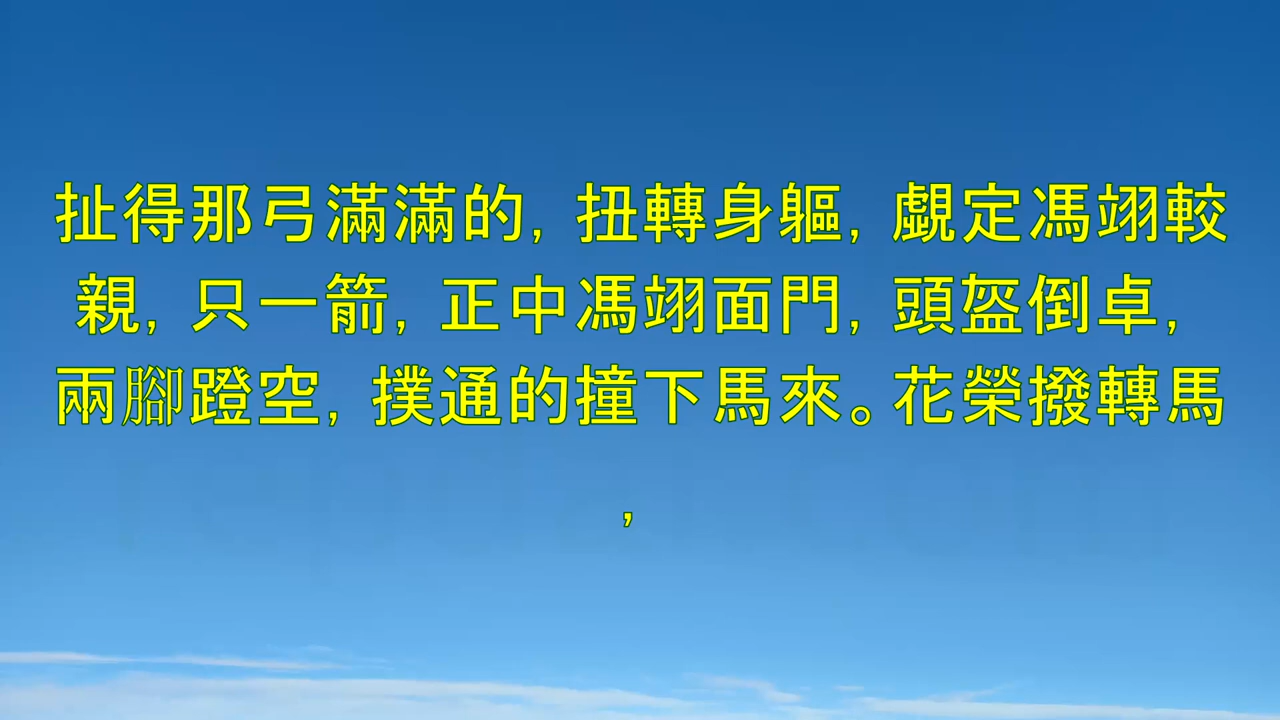 扯得那弓滿滿的，扭轉身軀，覷定馮翊較
親，只一箭，正中馮翊面門，頭盔倒卓，
兩腳蹬空，撲通的撞下馬來。花榮撥轉馬
，